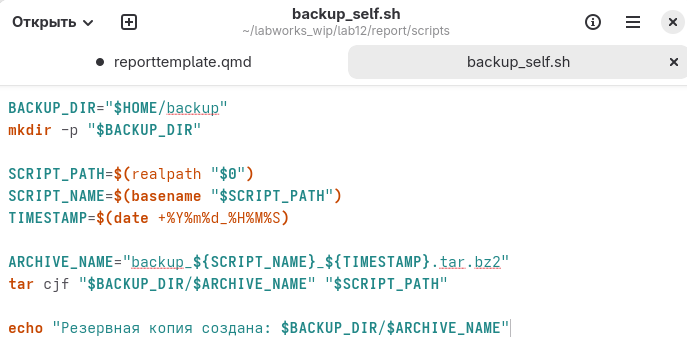 Открыть
backup_self.sh
~/labworks_wip/lab12/report/scripts
reporttemplate.qmd
backup_self.sh
BACKUP_DIR="$HOME/backup"
mkdir -p "$BACKUP_DIR"
SCRIPT_PATH=$(realpath "$0")
SCRIPT_NAME=$(basename "$SCRIPT_PATH")
TIMESTAMP=$(date +%Y%m%d_%H%M%S)
ARCHIVE_NAME="backup_${SCRIPT_NAME}_${TIMESTAMP}.tar.bz2"
tar cjf "$BACKUP_DIR/$ARCHIVE_NAME" "$SCRIPT_PATH"
echo "Резервная копия создана: $BACKUP_DIR/$ARCHIVE_NAME"